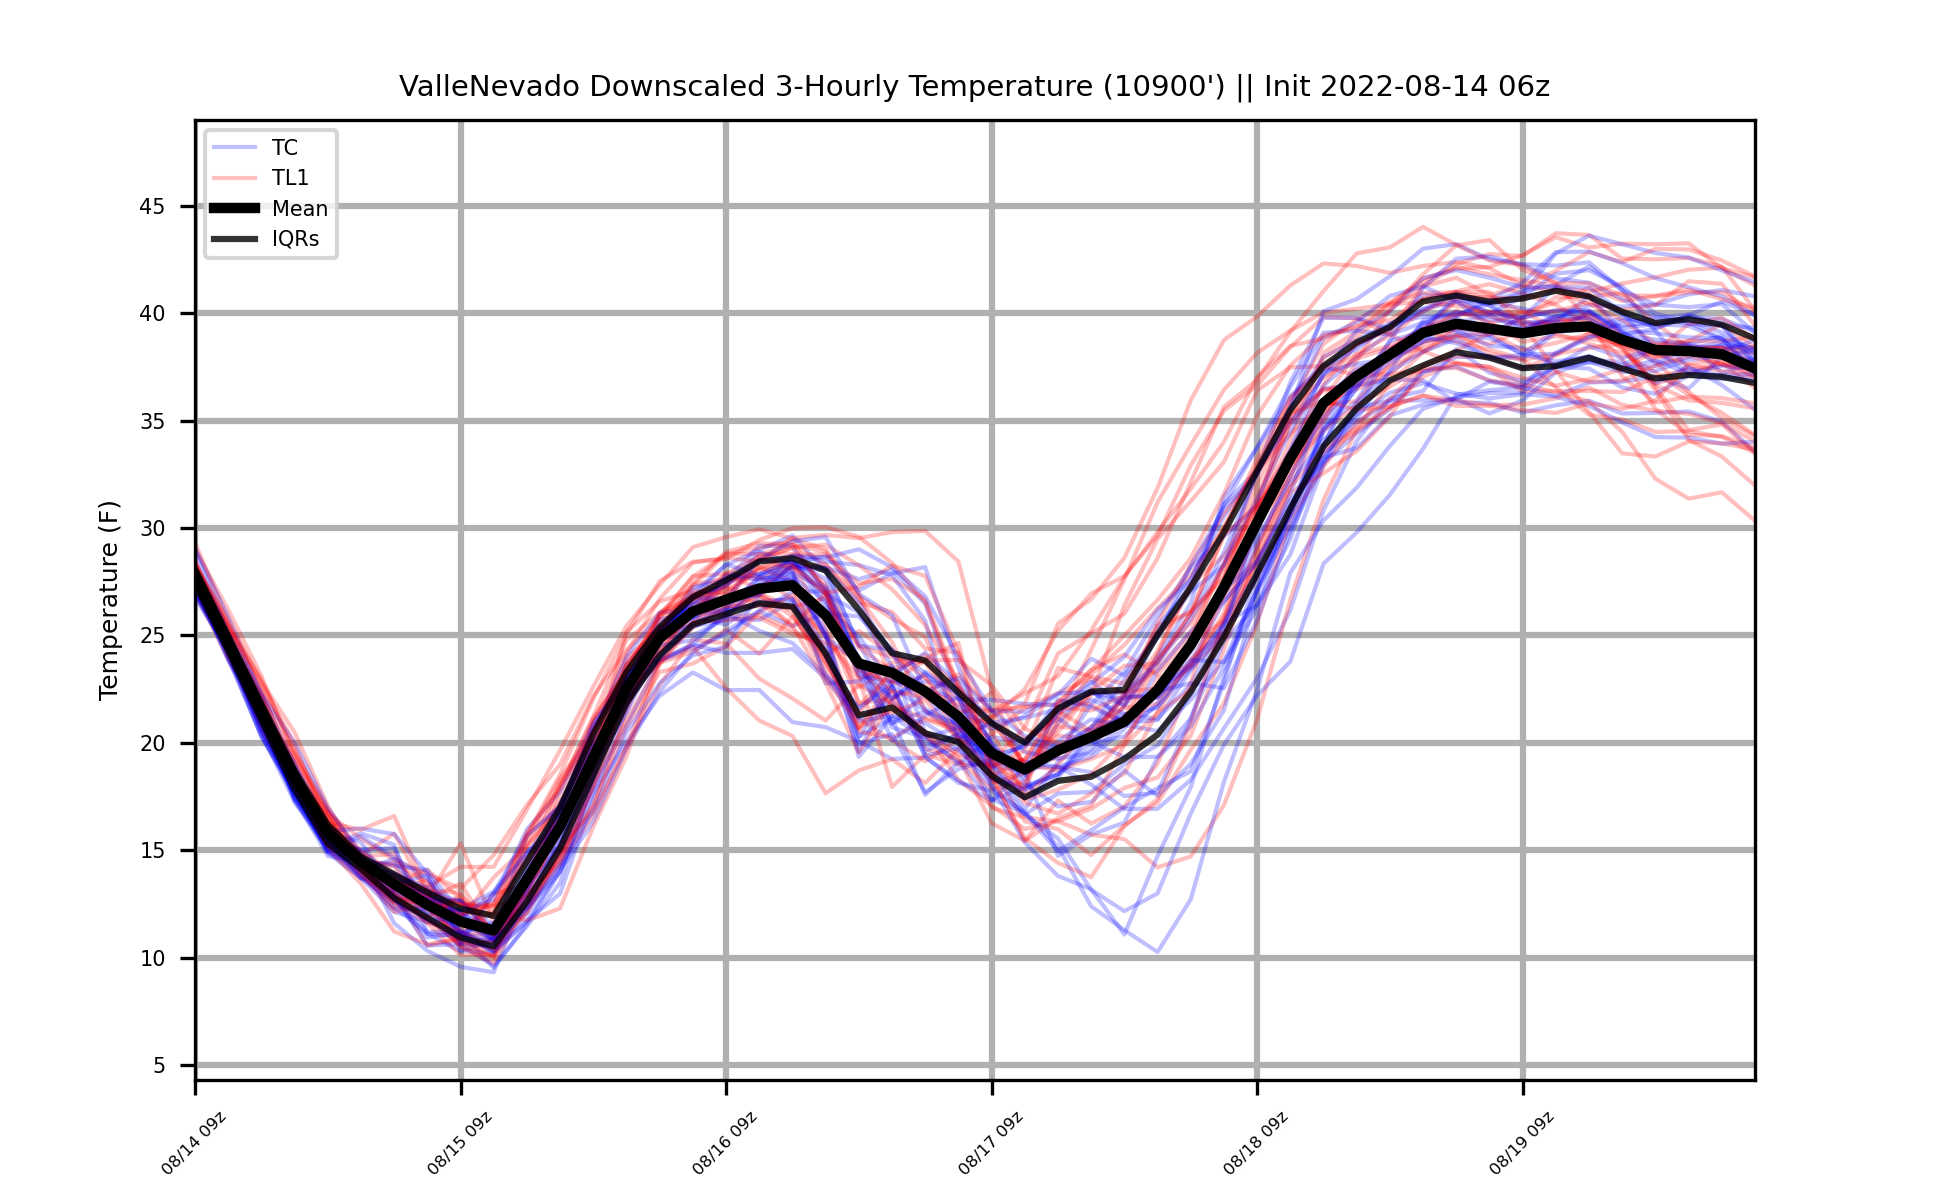 ValleNevado Downscaled 3-Hourly Temperature (10900') || Init 2022-08-14 06z
TC
TL1
Mean
IQRs
Temperature (F)
45
40
35
30
25
20
15
10
5
08/14 09z
08/15 09z
08/16 09z
08/17 09z
08/18 09z
08/19 09z